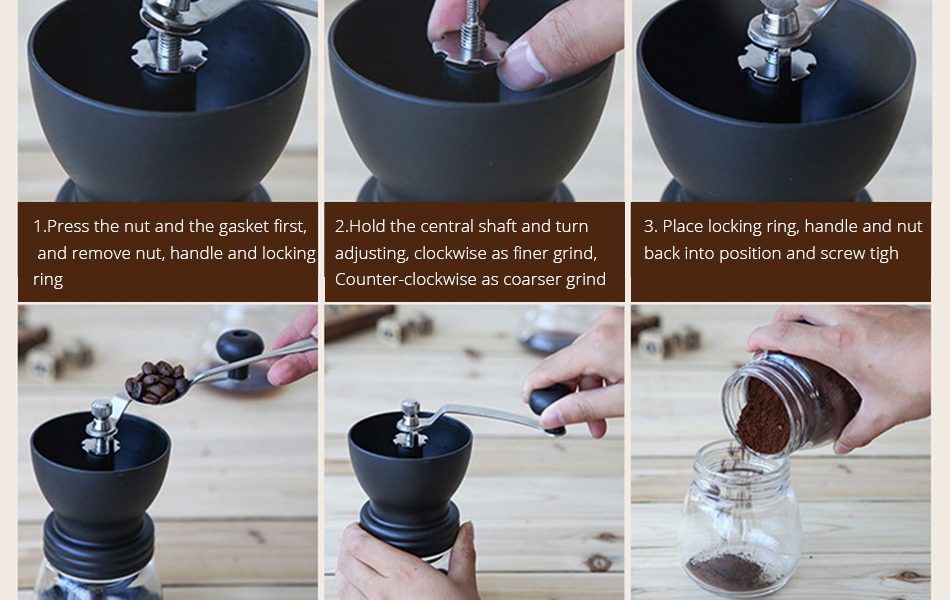 1.Press the nut and the gasket first,
and remove nut, handle and locking
ring
2.Hold the central shaft and turn
adjusting, clockwise as finer grind,
Counter-clockwise as coarser grind
3. Place locking ring, handle and nut
back into position and screw tigh